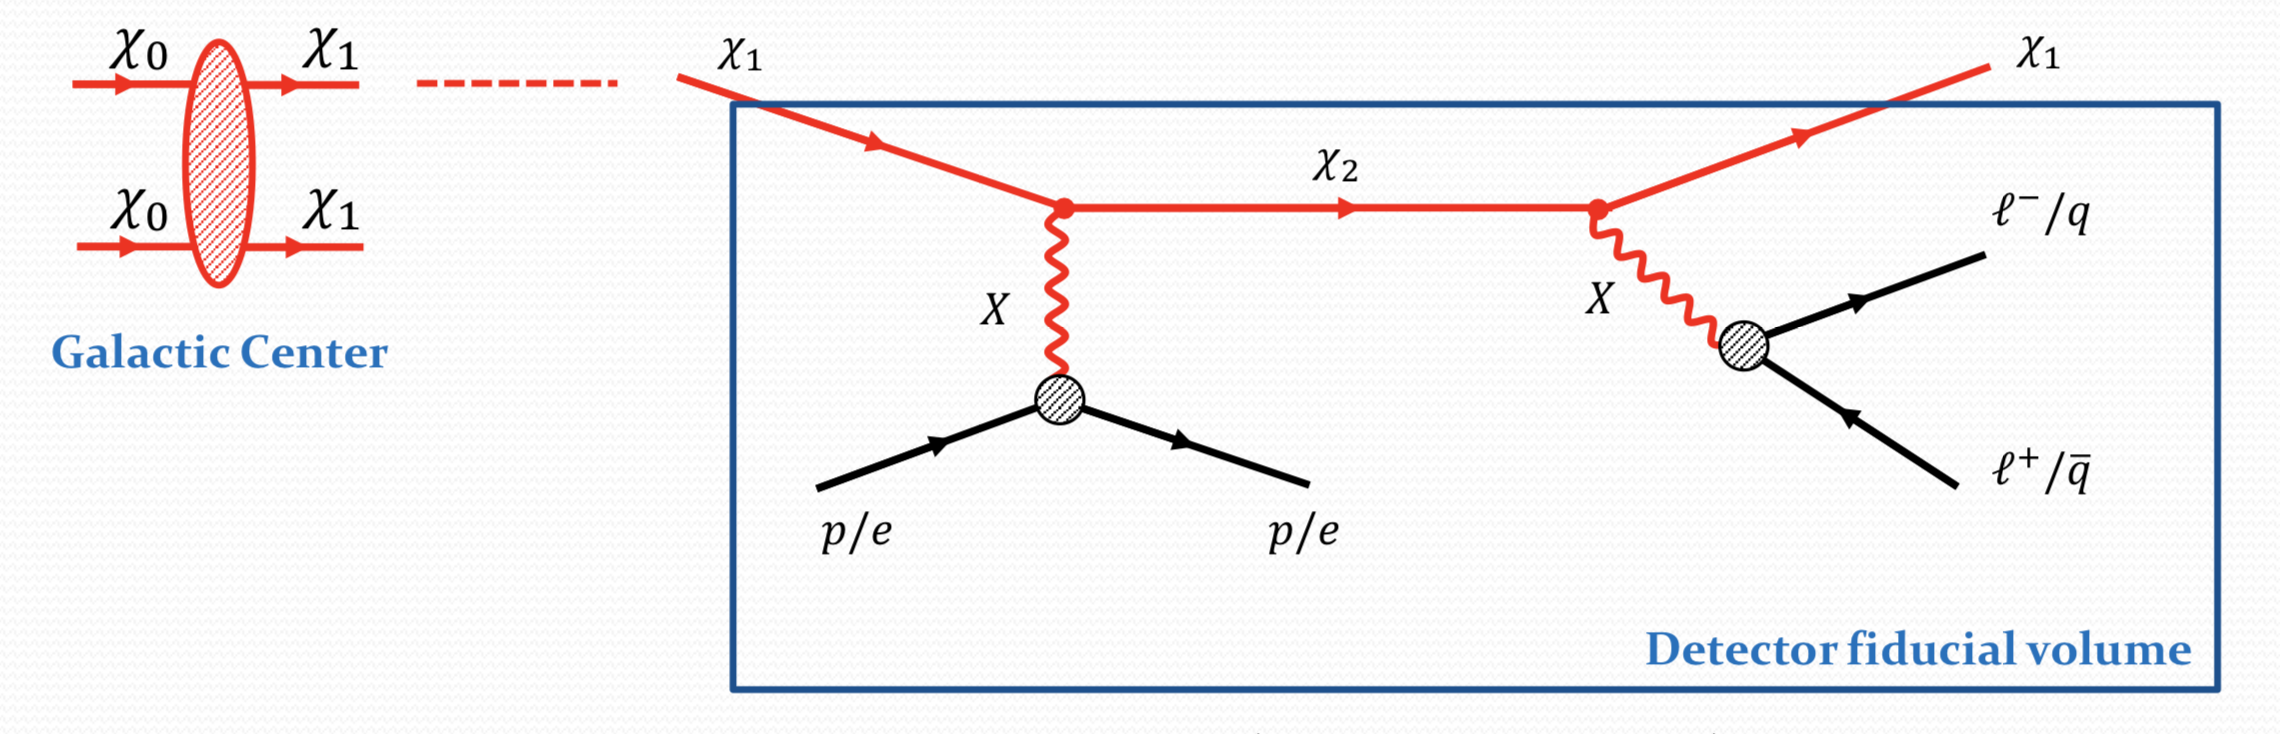 χ₀ χ₁
χ₀ χ₁
Galactic Center
χ₁
χ₁
χ₂
X
X
ℓ⁻/q
ℓ⁺/q̄
p/e
p/e
Detector fiducial volume